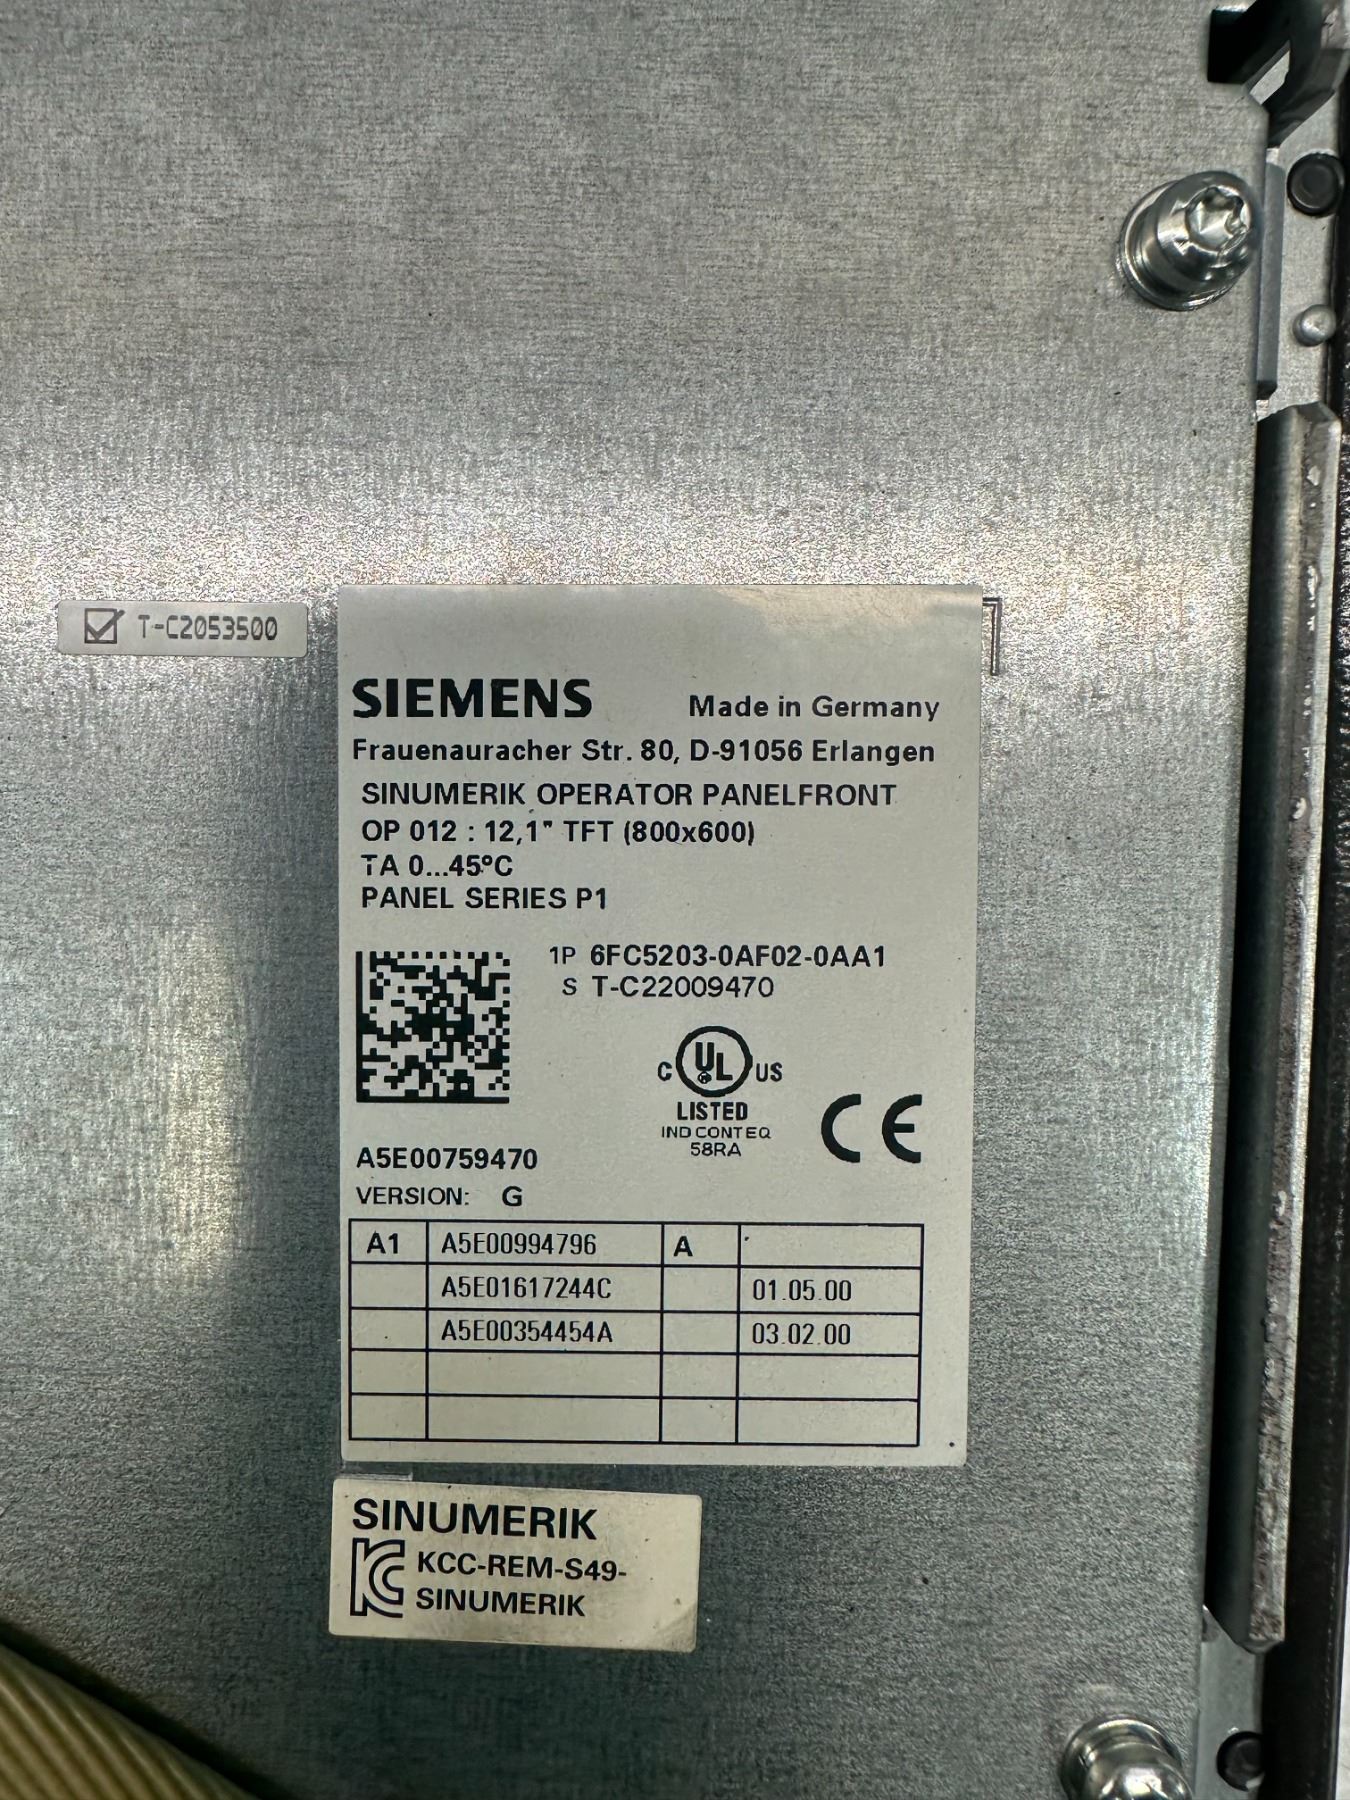 T-C2053500
SIEMENS Made in Germany
Frauenauracher Str. 80, D-91056 Erlangen
SINUMERIK OPERATOR PANELFRONT
OP 012 : 12,1" TFT (800x600)
TA 0...45°C
PANEL SERIES P1
1P 6FC5203-0AF02-0AA1
S T-C22009470
C UL US
LISTED
IND CONT EQ
58RA
CE
A5E00759470
VERSION: G
A1 A5E00994796 A
A5E01617244C 01.05.00
A5E00354454A 03.02.00
SINUMERIK
KCC-REM-S49-
SINUMERIK